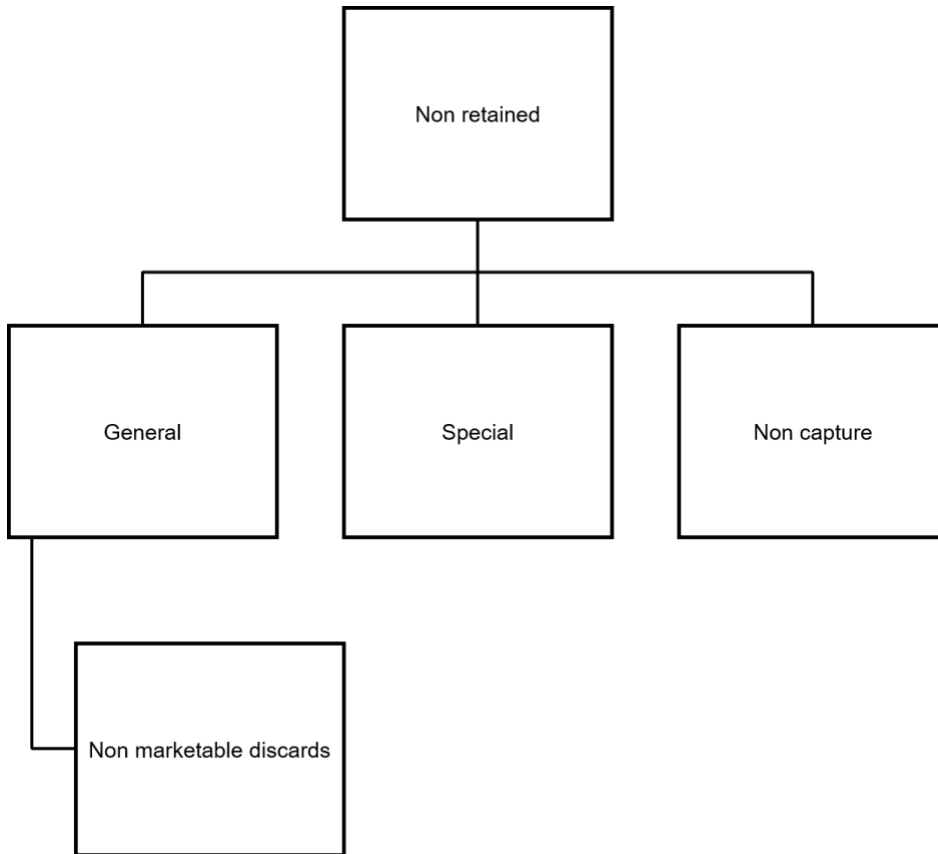 Non retained
General
Special
Non capture
Non marketable discards